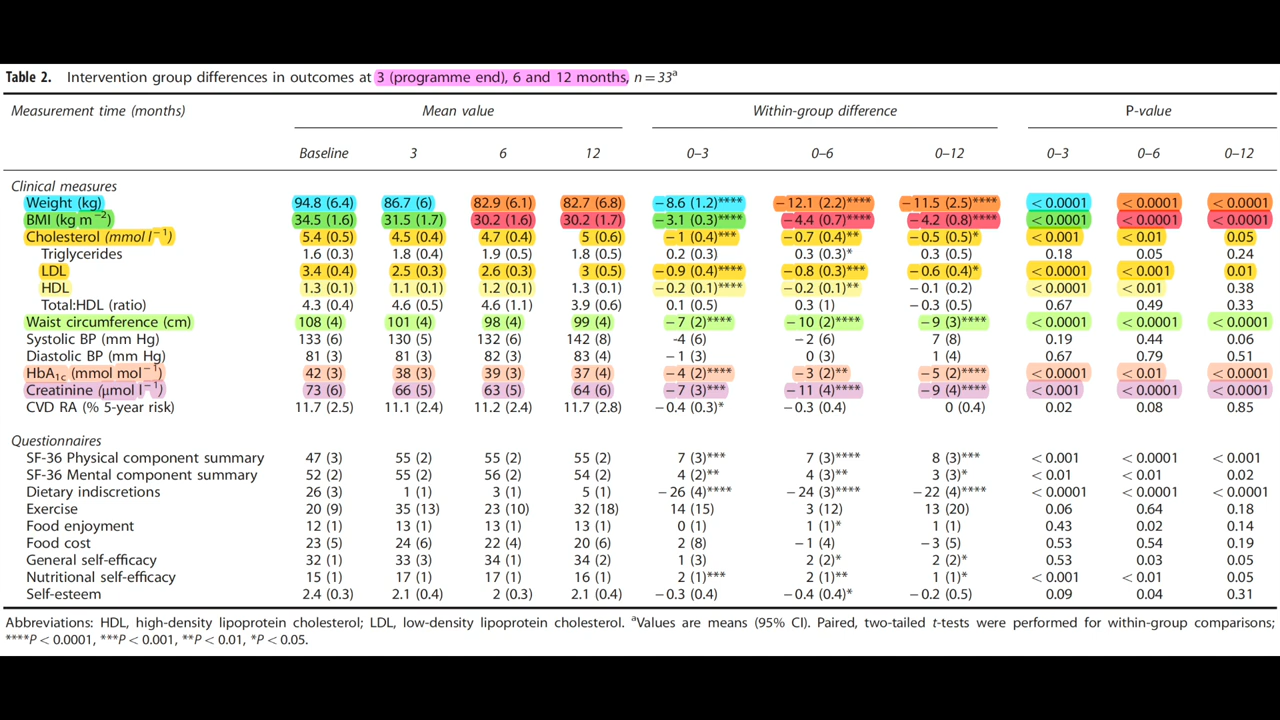 Table 2. Intervention group differences in outcomes at 3 (programme end), 6 and 12 months, n = 33ᵃ
Measurement time (months) Mean value Within-group difference P-value
Baseline 3 6 12 0–3 0–6 0–12 0–3 0–6 0–12
Clinical measures
Weight (kg) 94.8 (6.4) 86.7 (6) 82.9 (6.1) 82.7 (6.8) −8.6 (1.2)**** −12.1 (2.2)**** −11.5 (2.5)**** <0.0001 <0.0001 <0.0001
BMI (kg m⁻²) 34.5 (1.6) 31.5 (1.7) 30.2 (1.6) 30.2 (1.7) −3.1 (0.3)**** −4.4 (0.7)**** −4.2 (0.8)**** <0.0001 <0.0001 <0.0001
Cholesterol (mmol l⁻¹) 5.4 (0.5) 4.5 (0.4) 4.7 (0.4) 5 (0.6) −1 (0.4)*** −0.7 (0.4)** −0.5 (0.5)* <0.001 <0.01 0.05
Triglycerides 1.6 (0.3) 1.8 (0.4) 1.9 (0.5) 1.8 (0.5) 0.2 (0.3) 0.3 (0.3)* 0.3 (0.5) 0.18 0.05 0.24
LDL 3.4 (0.4) 2.5 (0.3) 2.6 (0.3) 3 (0.5) −0.9 (0.4)**** −0.8 (0.3)*** −0.6 (0.4)* <0.0001 <0.001 0.01
HDL 1.3 (0.1) 1.1 (0.1) 1.2 (0.1) 1.3 (0.1) −0.2 (0.1)**** −0.2 (0.1)** −0.1 (0.2) <0.0001 <0.01 0.38
Total:HDL (ratio) 4.3 (0.4) 4.6 (0.5) 4.6 (1.1) 3.9 (0.6) 0.1 (0.5) 0.3 (1) −0.3 (0.5) 0.67 0.49 0.33
Waist circumference (cm) 108 (4) 101 (4) 98 (4) 99 (4) −7 (2)**** −10 (2)**** −9 (3)**** <0.0001 <0.0001 <0.0001
Systolic BP (mm Hg) 133 (6) 130 (5) 132 (6) 142 (8) -4 (6) −2 (6) 7 (8) 0.19 0.44 0.06
Diastolic BP (mm Hg) 81 (3) 81 (3) 82 (3) 83 (4) −1 (3) 0 (3) 1 (4) 0.67 0.79 0.51
HbA₁c (mmol mol⁻¹) 42 (3) 38 (3) 39 (3) 37 (4) −4 (2)**** −3 (2)** −5 (2)**** <0.0001 <0.01 <0.0001
Creatinine (μmol l⁻¹) 73 (6) 66 (5) 63 (5) 64 (6) −7 (3)*** −11 (4)**** −9 (4)**** <0.001 <0.0001 <0.0001
CVD RA (% 5-year risk) 11.7 (2.5) 11.1 (2.4) 11.2 (2.4) 11.7 (2.8) −0.4 (0.3)* −0.3 (0.4) 0 (0.4) 0.02 0.08 0.85
Questionnaires
SF-36 Physical component summary 47 (3) 55 (2) 55 (2) 55 (2) 7 (3)*** 7 (3)**** 8 (3)*** <0.001 <0.0001 <0.001
SF-36 Mental component summary 52 (2) 55 (2) 56 (2) 54 (2) 4 (2)** 4 (3)** 3 (3)* <0.01 <0.01 0.02
Dietary indiscretions 26 (3) 1 (1) 3 (1) 5 (1) −26 (4)**** −24 (3)**** −22 (4)**** <0.0001 <0.0001 <0.0001
Exercise 20 (9) 35 (13) 23 (10) 32 (18) 14 (15) 3 (12) 13 (20) 0.06 0.64 0.18
Food enjoyment 12 (1) 13 (1) 13 (1) 13 (1) 0 (1) 1 (1)* 1 (1) 0.43 0.02 0.14
Food cost 23 (5) 24 (6) 22 (4) 20 (6) 2 (8) −1 (4) −3 (5) 0.53 0.54 0.19
General self-efficacy 32 (1) 33 (3) 34 (1) 34 (2) 1 (3) 2 (2)* 2 (2)* 0.53 0.03 0.05
Nutritional self-efficacy 15 (1) 17 (1) 17 (1) 16 (1) 2 (1)*** 2 (1)** 1 (1)* <0.001 <0.01 0.05
Self-esteem 2.4 (0.3) 2.1 (0.4) 2 (0.3) 2.1 (0.4) −0.3 (0.4) −0.4 (0.4)* −0.2 (0.5) 0.09 0.04 0.31
Abbreviations: HDL, high-density lipoprotein cholesterol; LDL, low-density lipoprotein cholesterol. ᵃValues are means (95% CI). Paired, two-tailed t-tests were performed for within-group comparisons;
****P < 0.0001, ***P < 0.001, **P < 0.01, *P < 0.05.